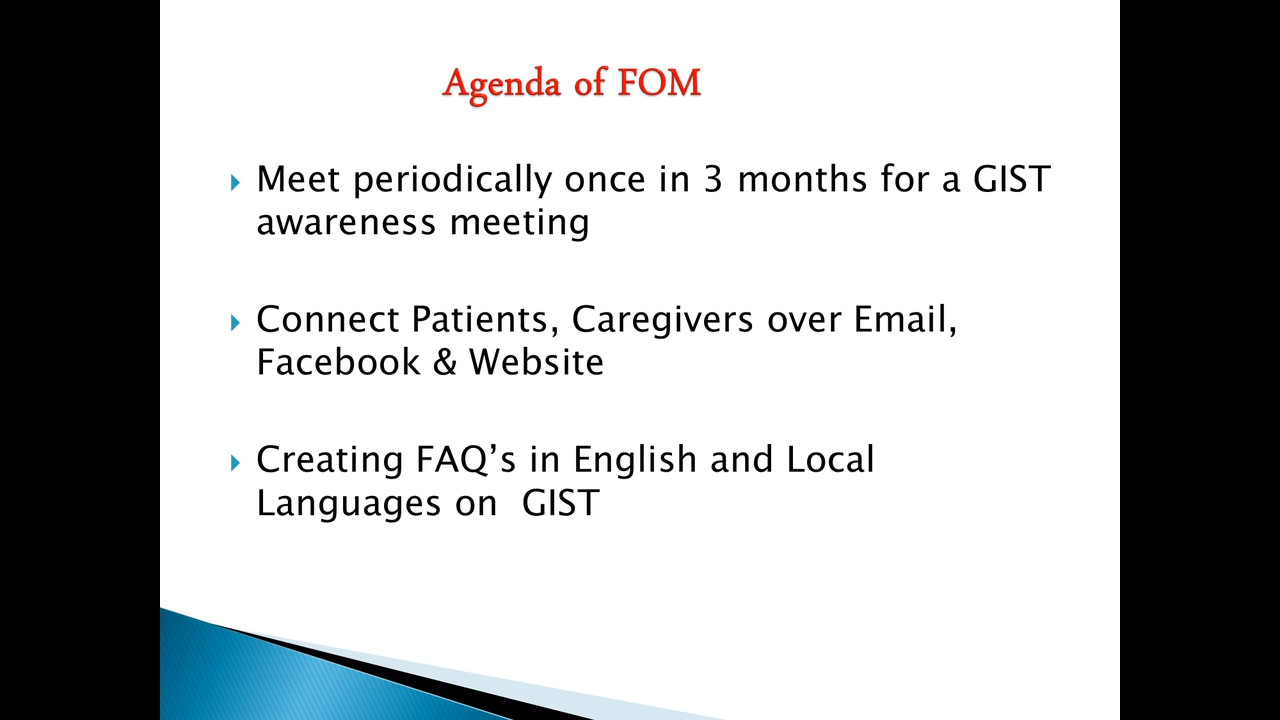 Agenda of FOM
Meet periodically once in 3 months for a GIST
awareness meeting
Connect Patients, Caregivers over Email,
Facebook & Website
Creating FAQ’s in English and Local
Languages on  GIST